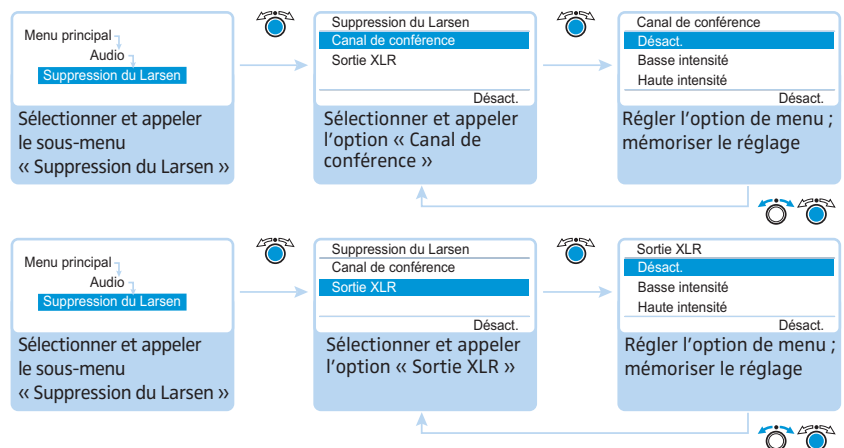 Menu principal
Audio
Suppression du Larsen
Sélectionner et appeler
le sous-menu
« Suppression du Larsen »
Suppression du Larsen
Canal de conférence
Sortie XLR
Désact.
Sélectionner et appeler
l'option « Canal de
conférence »
Canal de conférence
Désact.
Basse intensité
Haute intensité
Désact.
Régler l'option de menu ;
mémoriser le réglage
Menu principal
Audio
Suppression du Larsen
Sélectionner et appeler
le sous-menu
« Suppression du Larsen »
Suppression du Larsen
Canal de conférence
Sortie XLR
Désact.
Sélectionner et appeler
l'option « Sortie XLR »
Sortie XLR
Désact.
Basse intensité
Haute intensité
Désact.
Régler l'option de menu ;
mémoriser le réglage